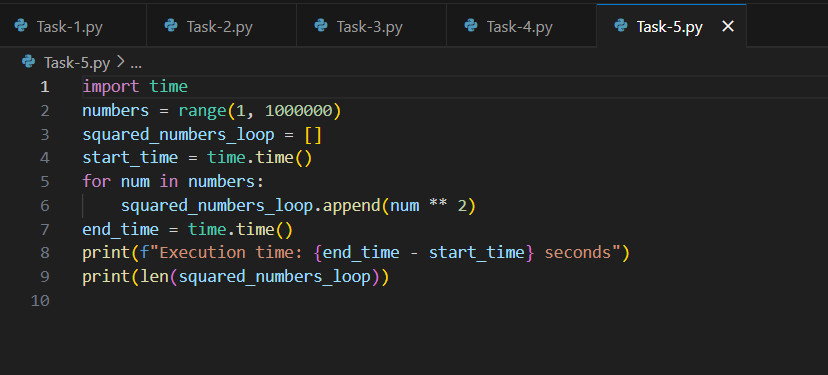 Task-1.py Task-2.py Task-3.py Task-4.py Task-5.py ×
Task-5.py > ...
1 import time
2 numbers = range(1, 1000000)
3 squared_numbers_loop = []
4 start_time = time.time()
5 for num in numbers:
6     squared_numbers_loop.append(num ** 2)
7 end_time = time.time()
8 print(f"Execution time: {end_time - start_time} seconds")
9 print(len(squared_numbers_loop))
10